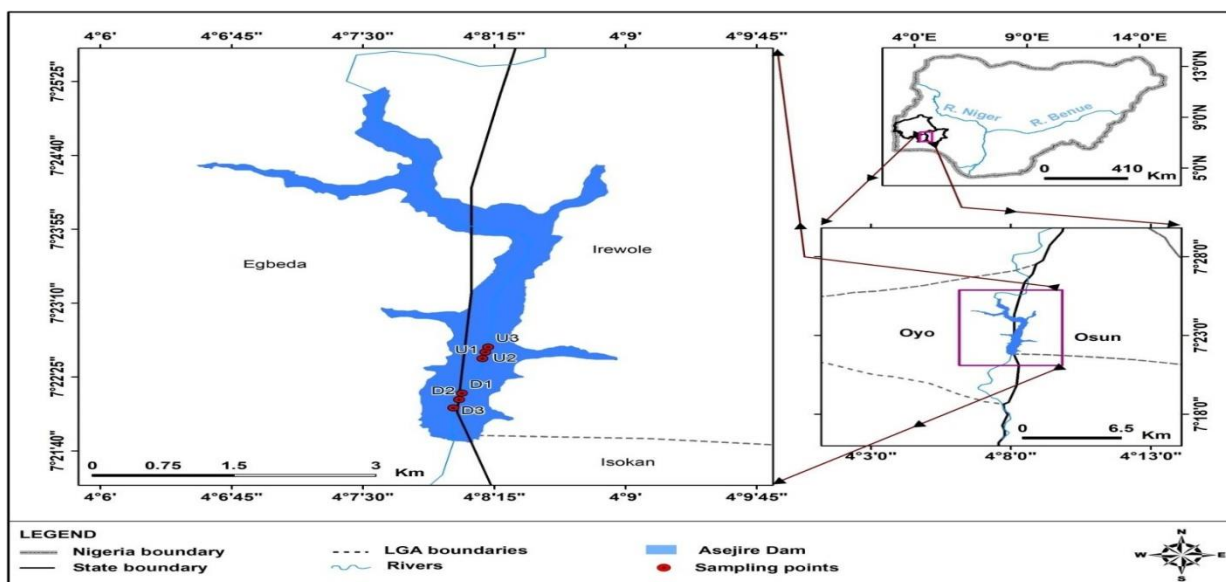 4°6' 4°6'45" 4°7'30" 4°8'15" 4°9' 4°9'45"
7°25'25"
7°24'40"
7°23'55"
7°23'10"
7°22'25"
7°21'40"
Egbeda
Irewole
U3
U1
U2
D1
D2
D3
Isokan
0 0.75 1.5 3
Km
4°6' 4°6'45" 4°7'30" 4°8'15" 4°9' 4°9'45"
4°0'E 9°0'E 14°0'E
13°0'N
9°0'N
5°0'N
R. Niger
R. Benue
0 410
Km
7°28'0"
7°23'0"
7°18'0"
Oyo
Osun
0 6.5
Km
4°3'0" 4°8'0" 4°13'0"
LEGEND
Nigeria boundary
State boundary
LGA boundaries
Rivers
Asejire Dam
Sampling points
N
W E
S